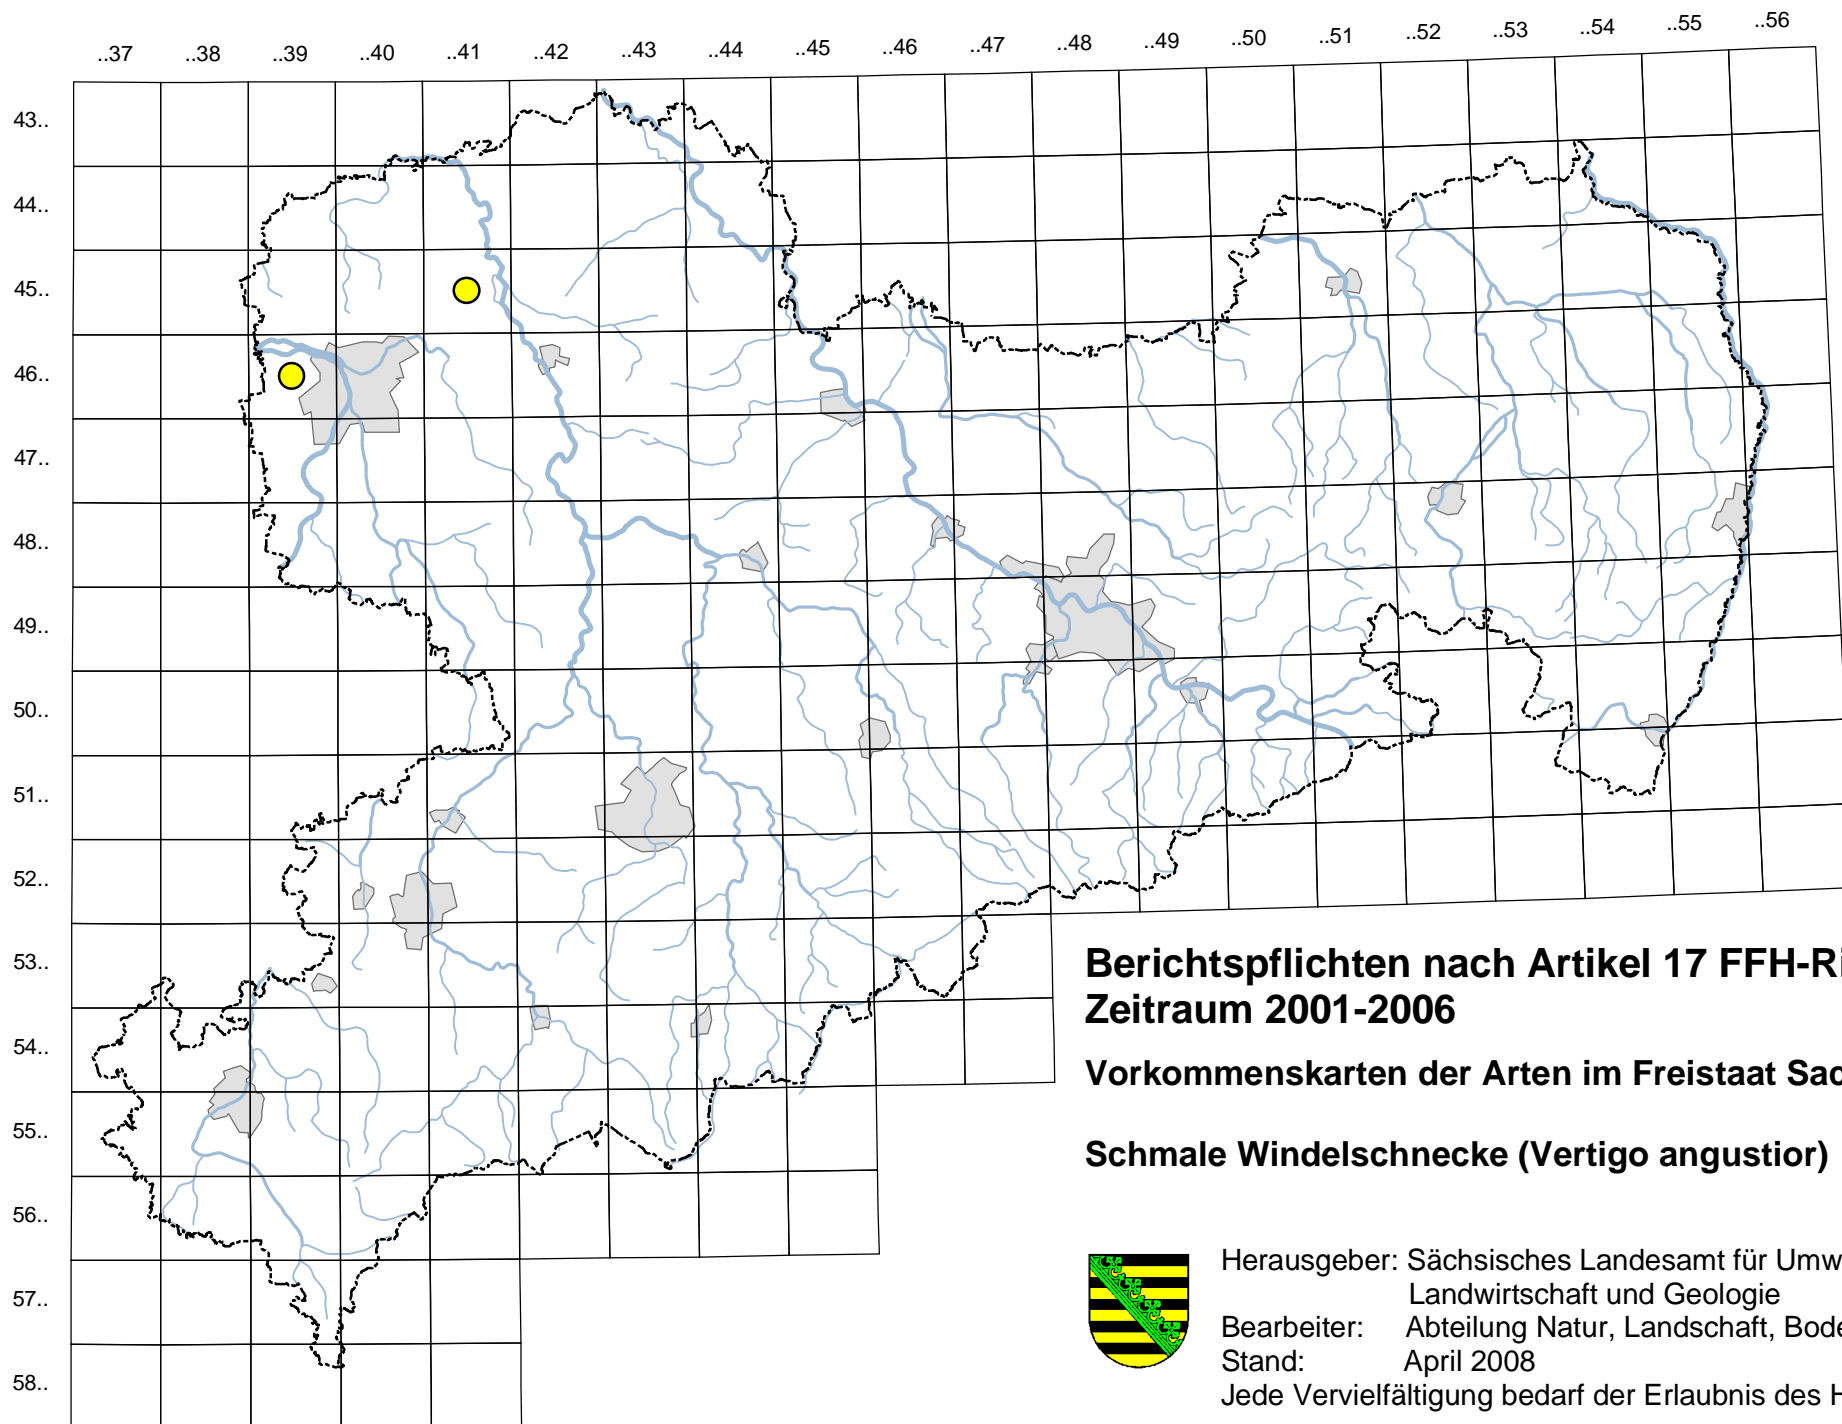 ..37 ..38 ..39 ..40 ..41 ..42 ..43 ..44 ..45 ..46 ..47 ..48 ..49 ..50 ..51 ..52 ..53 ..54 ..55 ..56
43..
44..
45..
46..
47..
48..
49..
50..
51..
52..
53..
54..
55..
56..
57..
58..
Berichtspflichten nach Artikel 17 FFH-Ri
Zeitraum 2001-2006
Vorkommenskarten der Arten im Freistaat Sac
Schmale Windelschnecke (Vertigo angustior)
Herausgeber: Sächsisches Landesamt für Umw
Landwirtschaft und Geologie
Bearbeiter: Abteilung Natur, Landschaft, Bode
Stand: April 2008
Jede Vervielfältigung bedarf der Erlaubnis des H